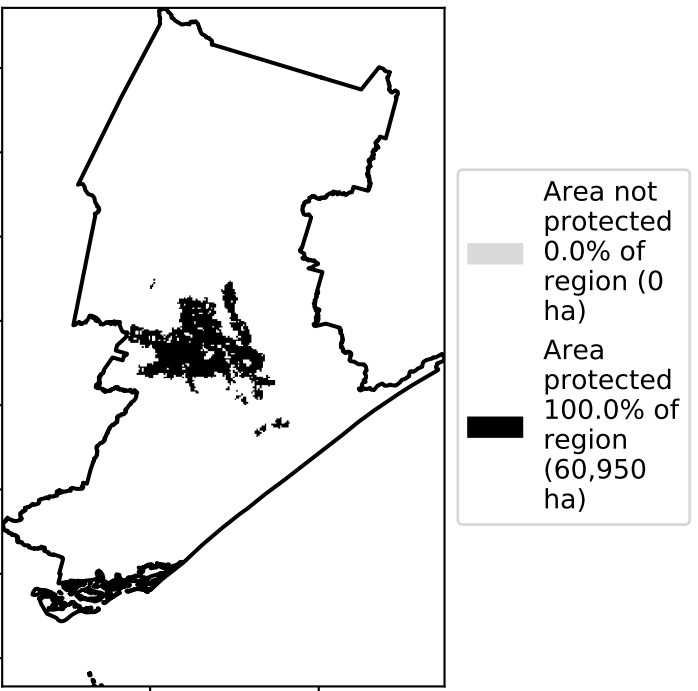 Area not
protected
0.0% of
region (0
ha)
Area
protected
100.0% of
region
(60,950
ha)